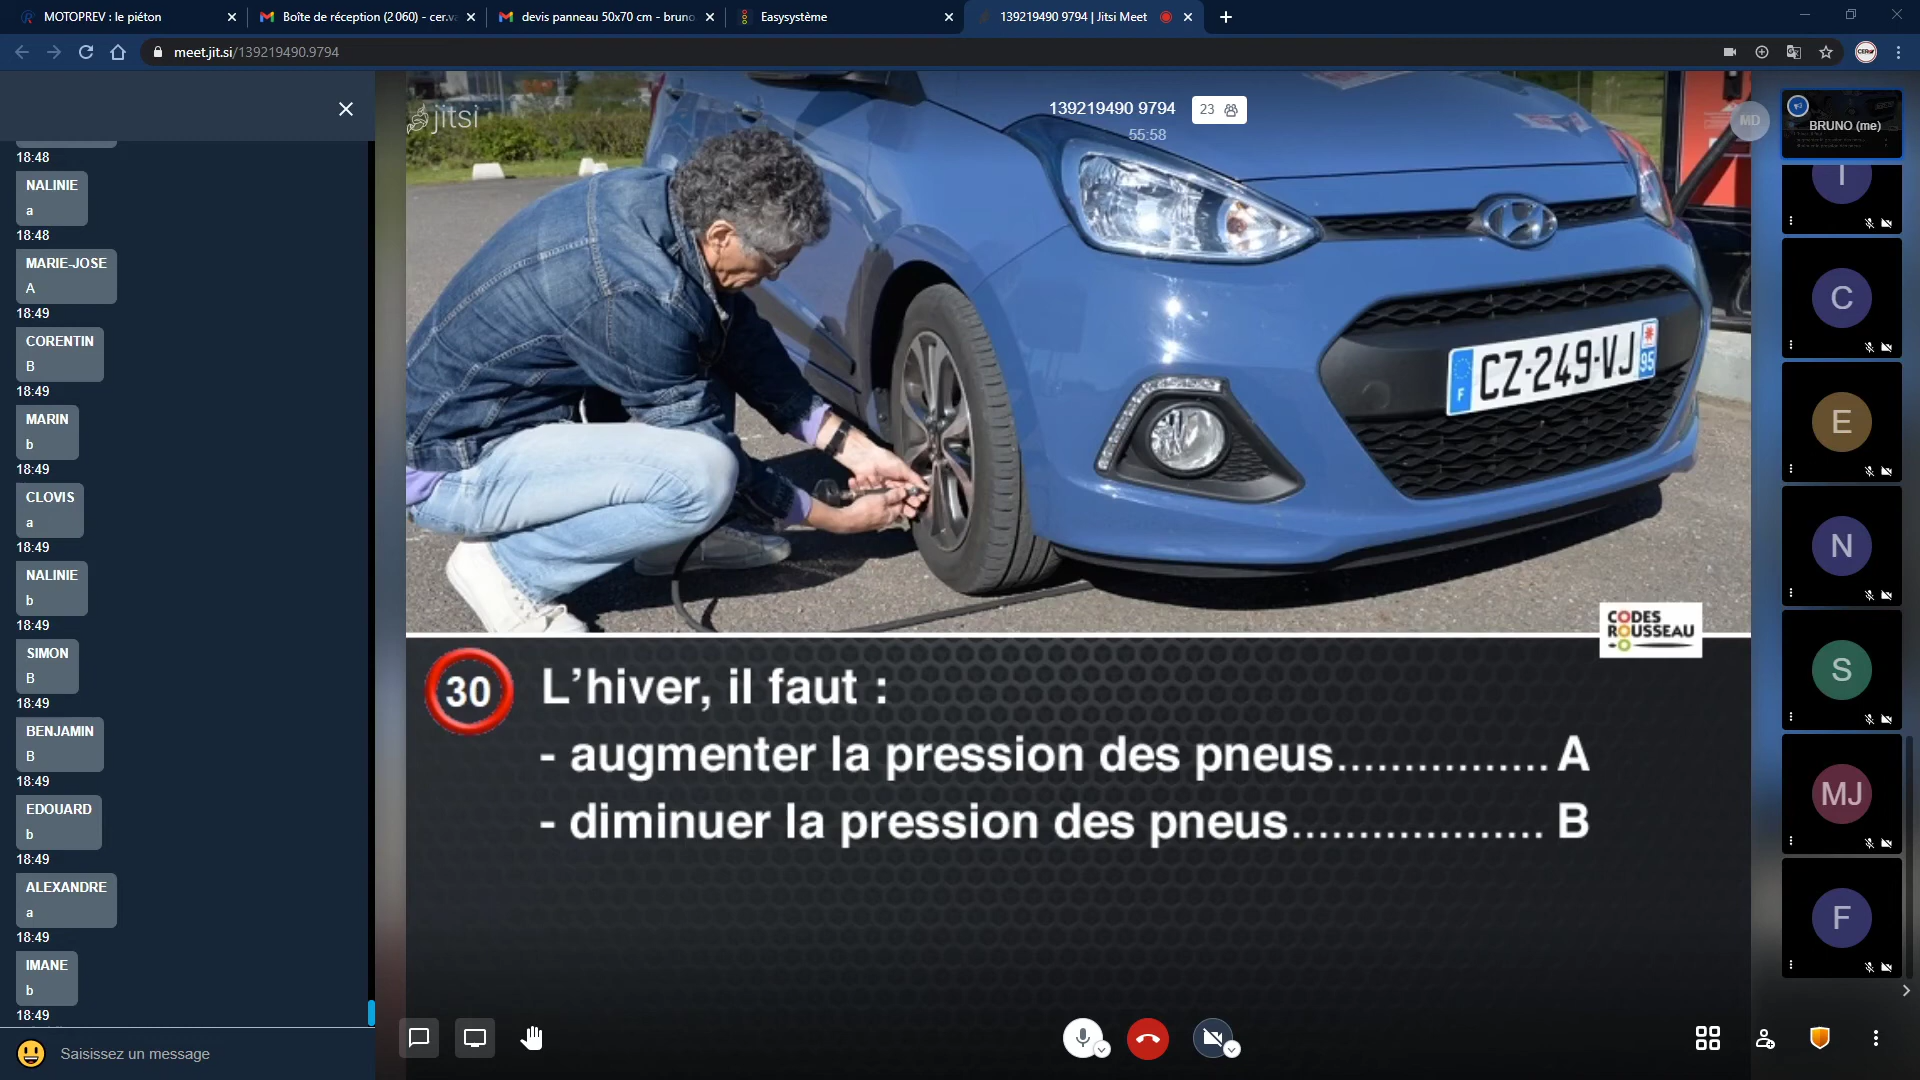 MOTOPREV : le piéton
Boîte de réception (2 060) - cer.va
devis panneau 50x70 cm - bruno.
Easysystème
139219490 9794 | Jitsi Meet
meet.jit.si/139219490.9794
18:48
NALINIE
a
18:48
MARIE-JOSE
A
18:49
CORENTIN
B
18:49
MARIN
b
18:49
CLOVIS
a
18:49
NALINIE
b
18:49
SIMON
B
18:49
BENJAMIN
B
18:49
EDOUARD
b
18:49
ALEXANDRE
a
18:49
IMANE
b
18:49
Saisissez un message
jitsi
139219490 9794
23
55:58
MD
CZ-249-VJ
F
95
CODES
ROUSSEAU
30
L'hiver, il faut :
- augmenter la pression des pneus................ A
- diminuer la pression des pneus................... B
BRUNO (me)
I
C
E
N
S
MJ
F